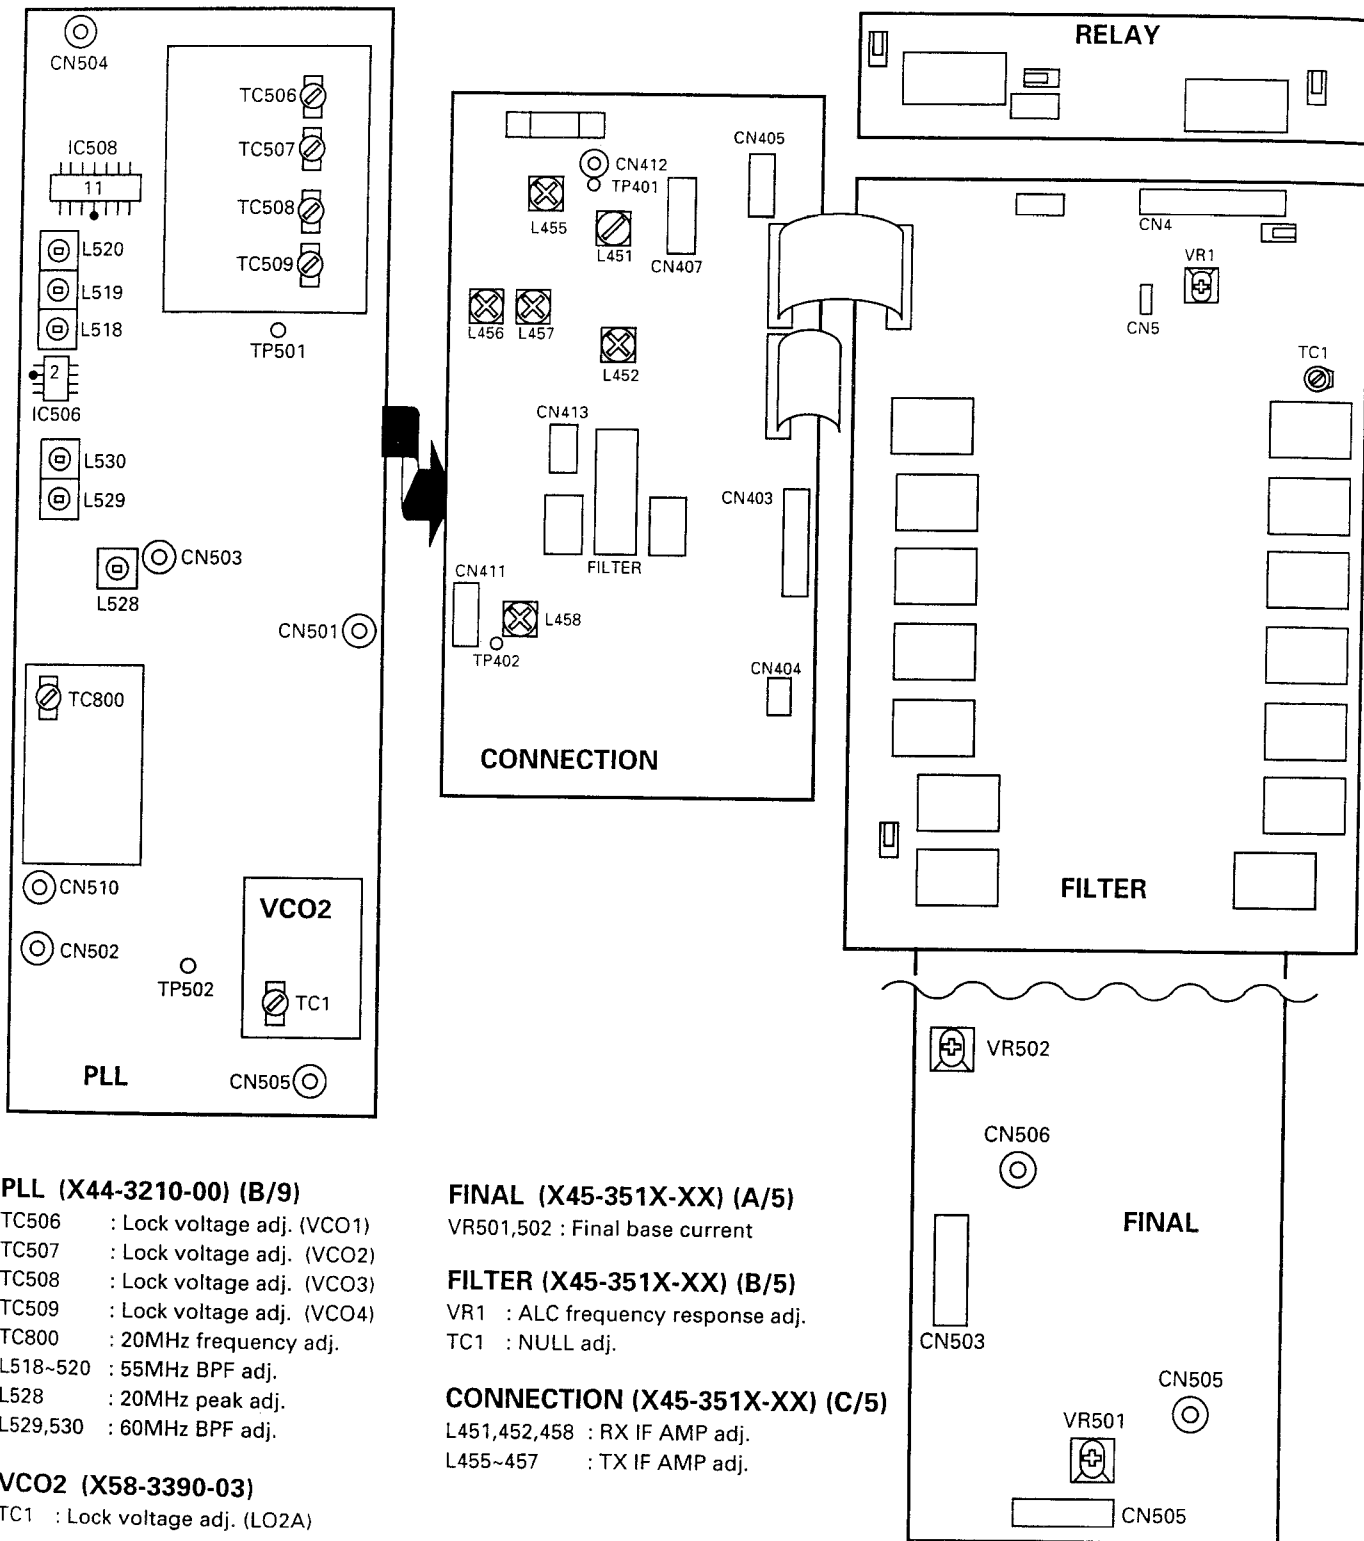 CN504
TC506
TC507
TC508
TC509
IC508
11
L520
L519
L518
TP501
2
IC506
L530
L529
CN503
L528
CN501
TC800
CN510
CN502
VCO2
TP502
TC1
PLL
CN505
CN405
CN412
TP401
L455
L451
CN407
L456
L457
L452
CN413
CN403
FILTER
CN411
L458
TP402
CN404
CONNECTION
RELAY
CN4
VR1
CN5
TC1
FILTER
VR502
CN506
FINAL
CN503
CN505
VR501
CN505
PLL (X44-3210-00) (B/9)
TC506 : Lock voltage adj. (VCO1)
TC507 : Lock voltage adj. (VCO2)
TC508 : Lock voltage adj. (VCO3)
TC509 : Lock voltage adj. (VCO4)
TC800 : 20MHz frequency adj.
L518~520 : 55MHz BPF adj.
L528 : 20MHz peak adj.
L529,530 : 60MHz BPF adj.
VCO2 (X58-3390-03)
TC1 : Lock voltage adj. (LO2A)
FINAL (X45-351X-XX) (A/5)
VR501,502 : Final base current
FILTER (X45-351X-XX) (B/5)
VR1 : ALC frequency response adj.
TC1 : NULL adj.
CONNECTION (X45-351X-XX) (C/5)
L451,452,458 : RX IF AMP adj.
L455~457 : TX IF AMP adj.